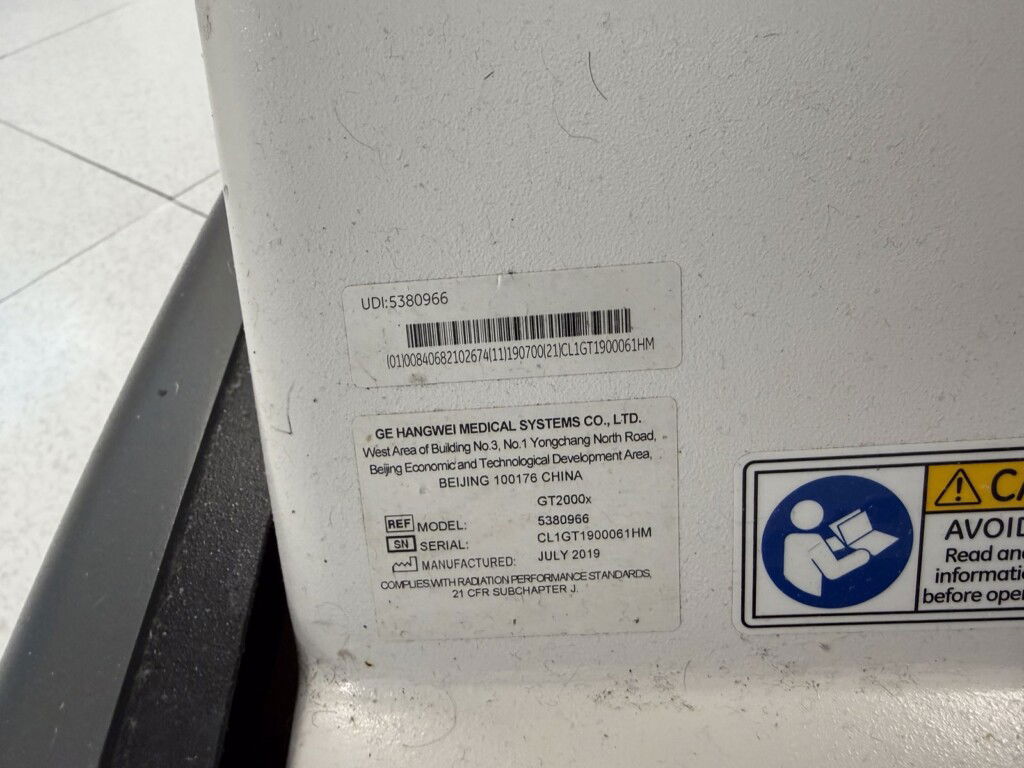 UDI:5380966
(01)00840682102674(11)190700(21)CL1GT1900061HM
GE HANGWEI MEDICAL SYSTEMS CO., LTD.
West Area of Building No.3, No.1 Yongchang North Road,
Beijing Economic and Technological Development Area,
BEIJING 100176 CHINA
GT2000x
REF MODEL: 5380966
SN SERIAL: CL1GT1900061HM
MANUFACTURED: JULY 2019
COMPLIES WITH RADIATION PERFORMANCE STANDARDS,
21 CFR SUBCHAPTER J.
CA
AVOID
Read and
informatio
before oper